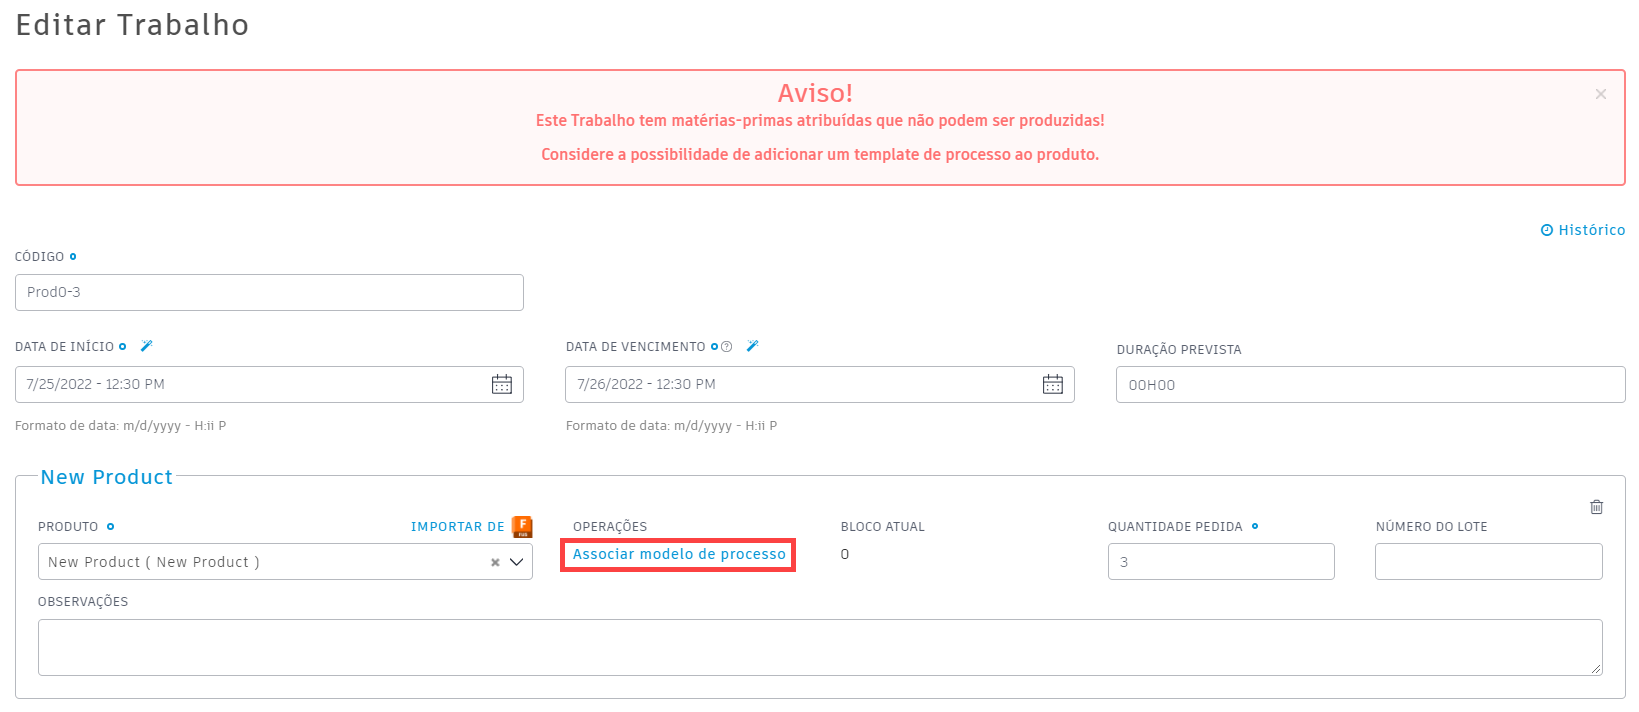 Editar Trabalho
Aviso!
×
Este Trabalho tem matérias-primas atribuídas que não podem ser produzidas!
Considere a possibilidade de adicionar um template de processo ao produto.
Histórico
CÓDIGO
Prod0-3
DATA DE INÍCIO
DATA DE VENCIMENTO ?
DURAÇÃO PREVISTA
7/25/2022 - 12:30 PM
7/26/2022 - 12:30 PM
00H00
Formato de data: m/d/yyyy - H:ii P
Formato de data: m/d/yyyy - H:ii P
New Product
PRODUTO
IMPORTAR DE
F
FUS
OPERAÇÕES
BLOCO ATUAL
QUANTIDADE PEDIDA
NÚMERO DO LOTE
New Product ( New Product )
×
Associar modelo de processo
0
3
OBSERVAÇÕES